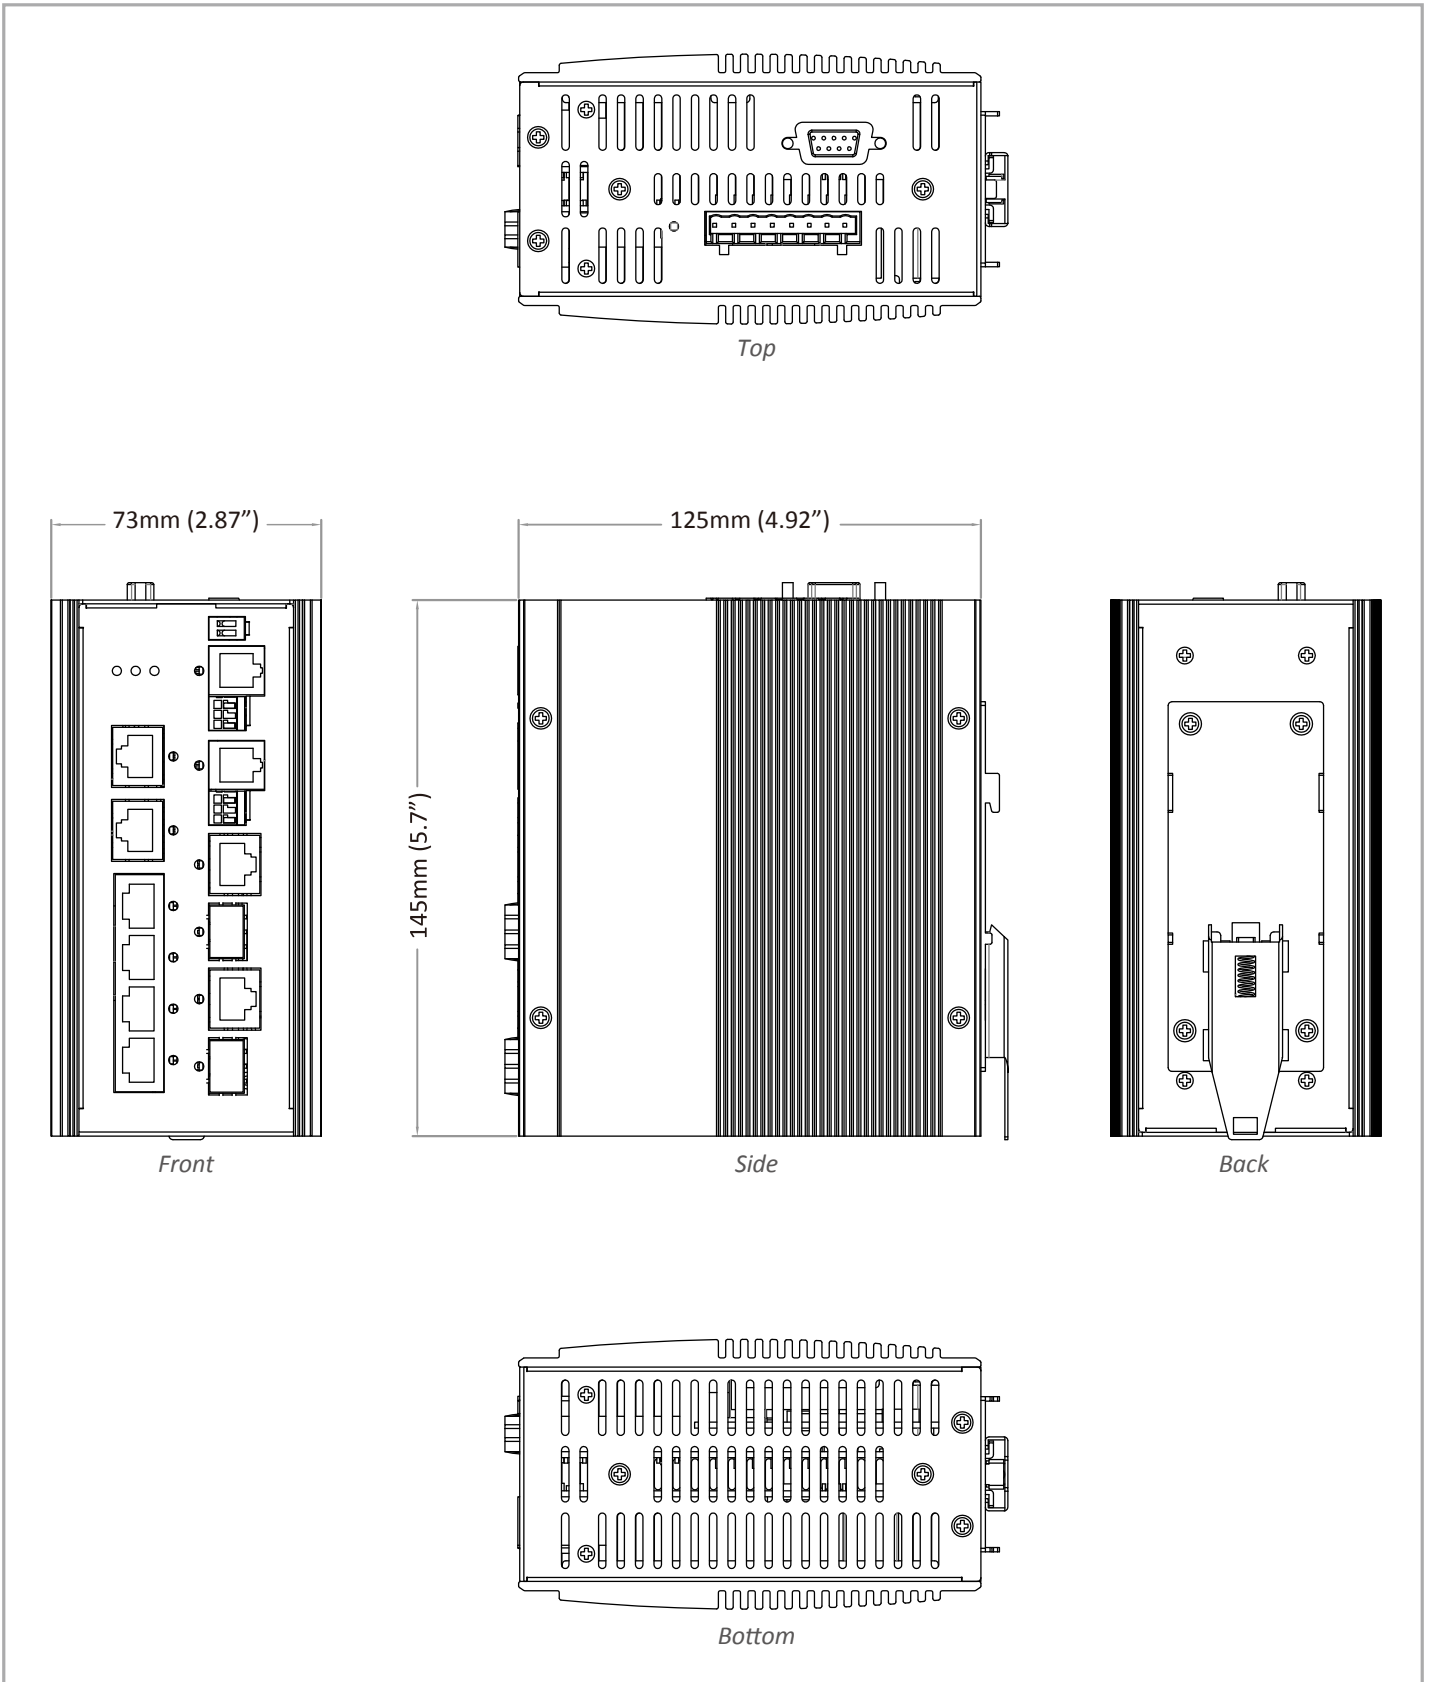 Top
73mm (2.87”)
125mm (4.92”)
145mm (5.7”)
Front
Side
Back
Bottom